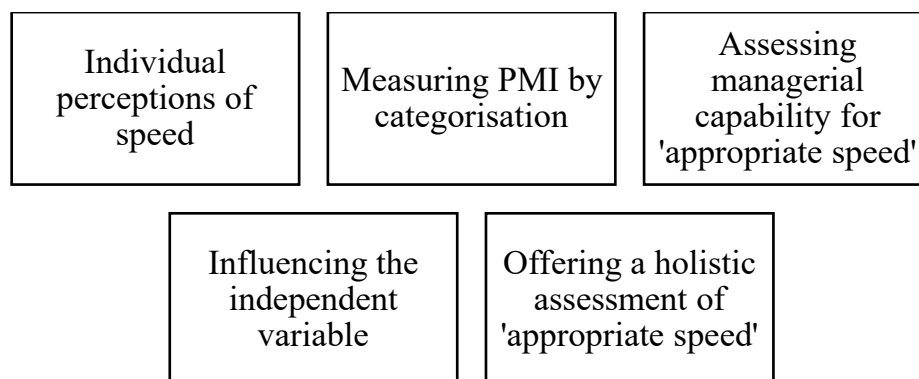 Individual
perceptions of
speed
Measuring PMI by
categorisation
Assessing
managerial
capability for
'appropriate speed'
Influencing the
independent
variable
Offering a holistic
assessment of
'appropriate speed'